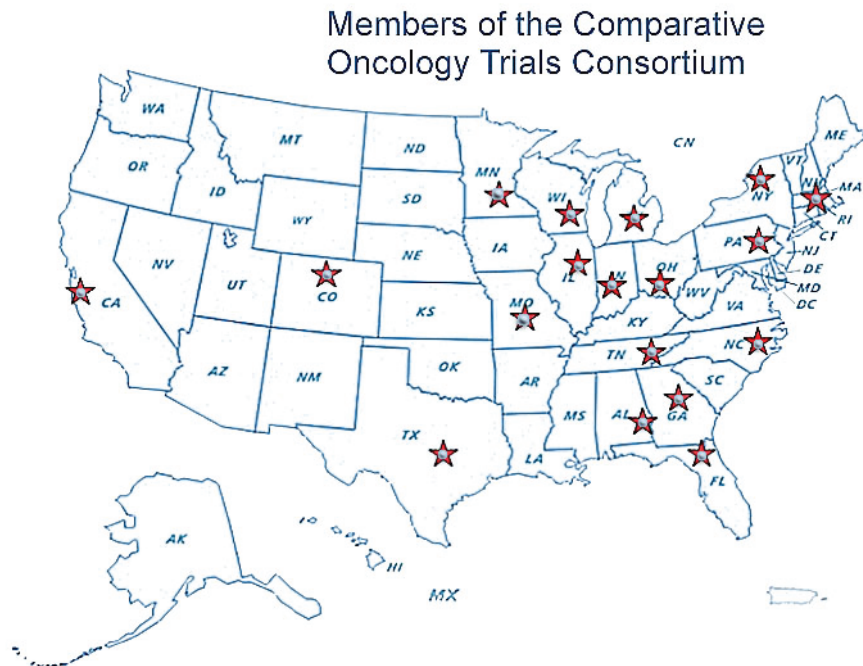 Members of the Comparative
Oncology Trials Consortium
WA
MT
ND
MN
CN
VT
ME
OR
ID
SD
WI
NY
MA
WY
RI
CT
NV
UT
CO
NE
IA
IL
OH
PA
NJ
DE
MD
DC
CA
KS
MO
KY
WV
VA
AZ
NM
OK
AR
TN
NC
SC
TX
LA
MS
AL
GA
FL
AK
HI
MX